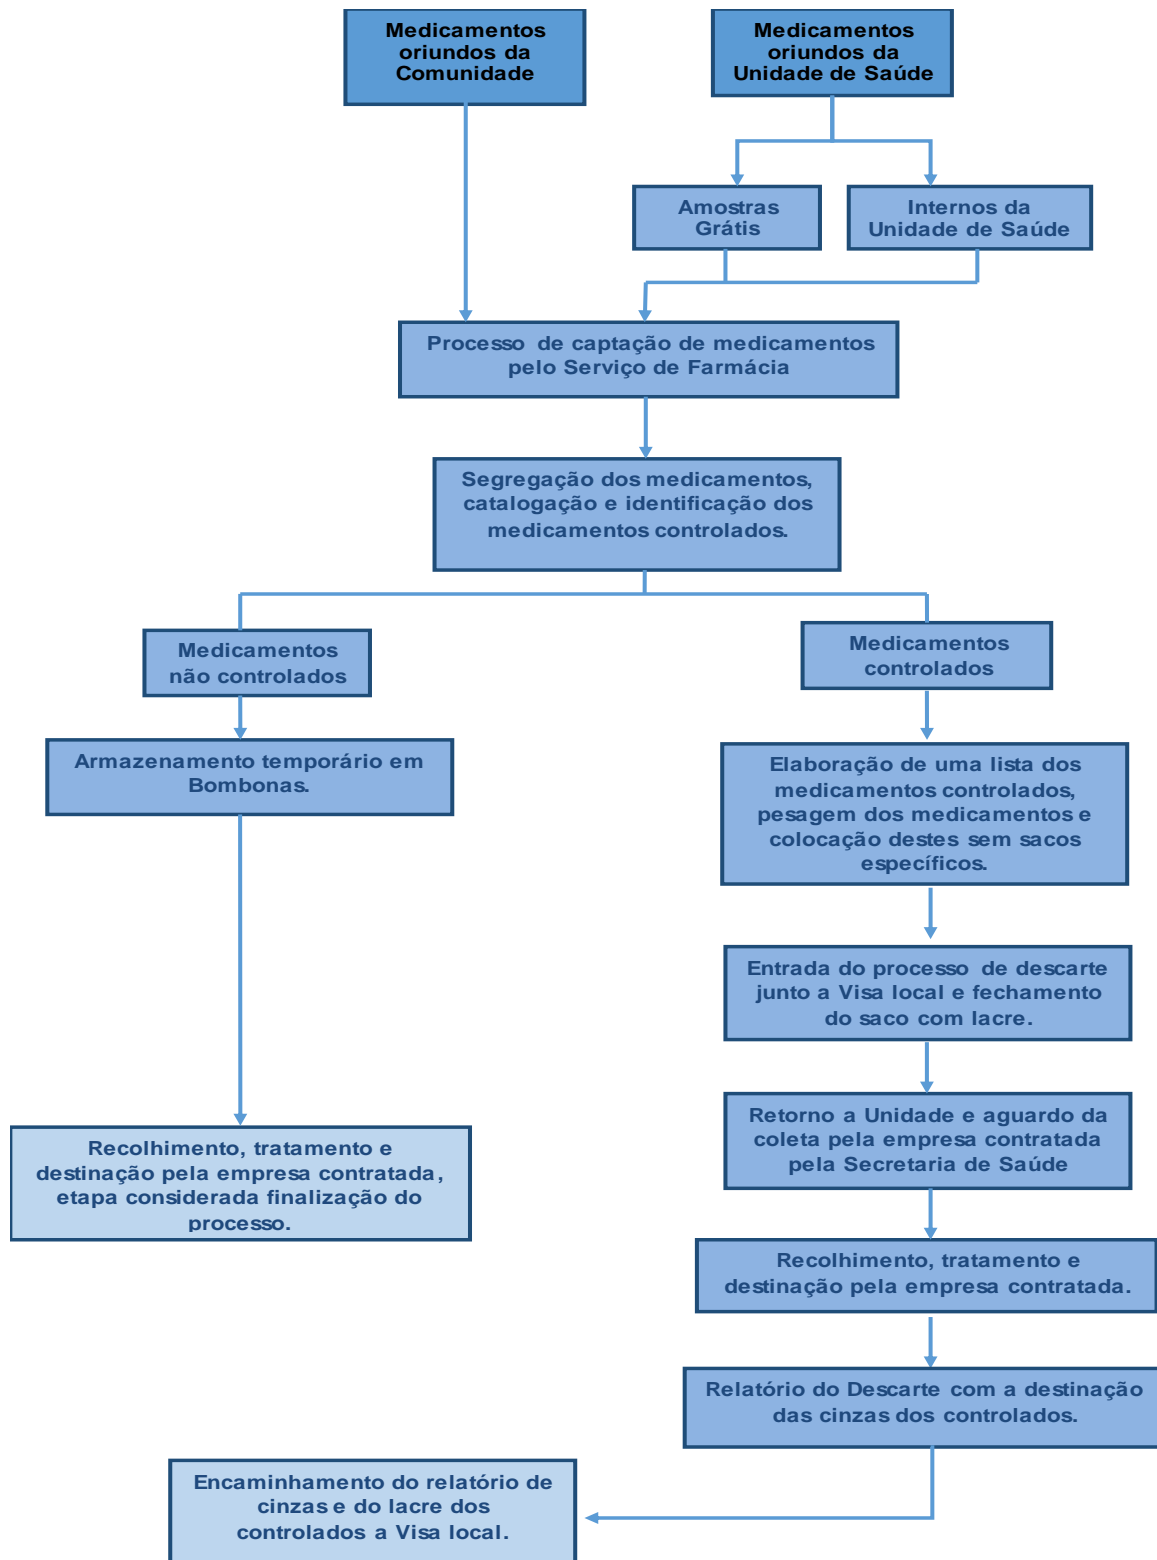 Medicamentos
oriundos da
Comunidade
Medicamentos
oriundos da
Unidade de Saúde
Amostras
Grátis
Internos da
Unidade de Saúde
Processo de captação de medicamentos
pelo Serviço de Farmácia
Segregação dos medicamentos,
catalogação e identificação dos
medicamentos controlados.
Medicamentos
não controlados
Medicamentos
controlados
Armazenamento temporário em
Bombonas.
Elaboração de uma lista dos
medicamentos controlados,
pesagem dos medicamentos e
colocação destes sem sacos
específicos.
Entrada do processo de descarte
junto a Visa local e fechamento
do saco com lacre.
Retorno a Unidade e aguardo da
coleta pela empresa contratada
pela Secretaria de Saúde
Recolhimento, tratamento e
destinação pela empresa contratada,
etapa considerada finalização do
processo.
Recolhimento, tratamento e
destinação pela empresa contratada.
Relatório do Descarte com a destinação
das cinzas dos controlados.
Encaminhamento do relatório de
cinzas e do lacre dos
controlados a Visa local.